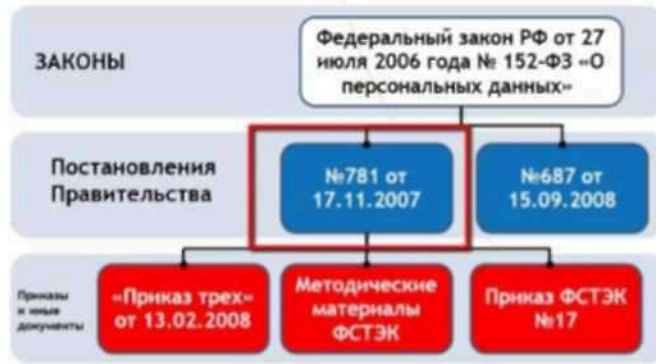 ЗАКОНЫ
Федеральный закон РФ от 27
июля 2006 года № 152-ФЗ «О
персональных данных»
Постановления
Правительства
№781 от
17.11.2007
№687 от
15.09.2008
Приказы
и иные
документы
«Приказ трех»
от 13.02.2008
Методические
материалы
ФСТЭК
Приказ ФСТЭК
№17